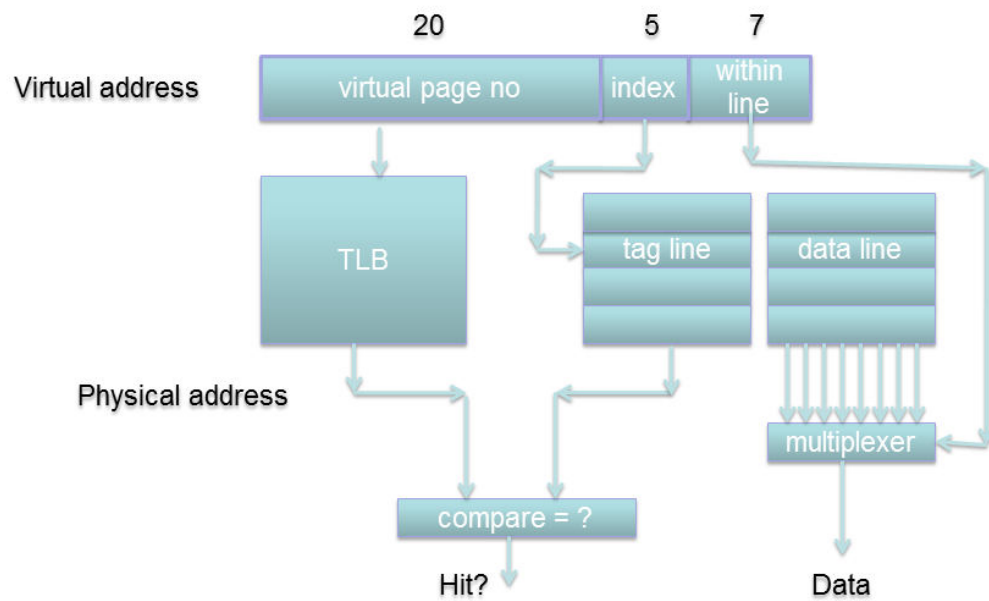 20 5 7
Virtual address
virtual page no
index
within
line
TLB
tag line
data line
Physical address
multiplexer
compare = ?
Hit?
Data